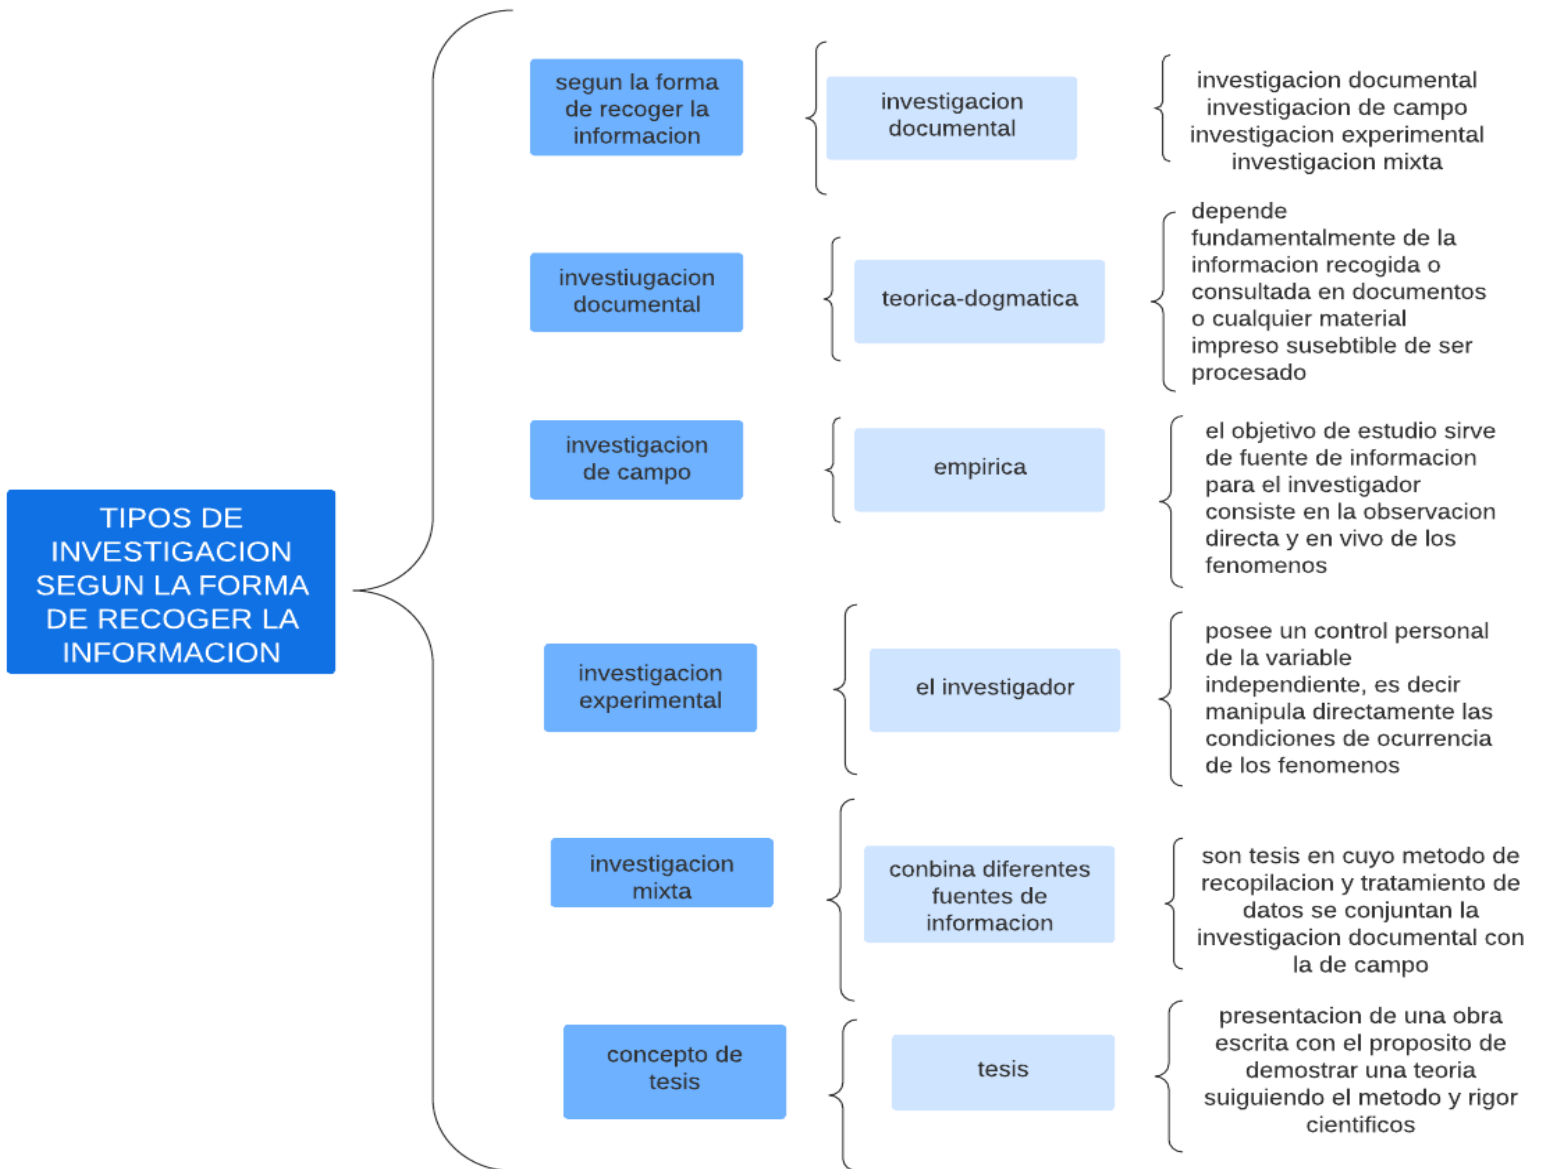 TIPOS DE
INVESTIGACION
SEGUN LA FORMA
DE RECOGER LA
INFORMACION
segun la forma
de recoger la
informacion
investigacion
documental
investigacion documental
investigacion de campo
investigacion experimental
investigacion mixta
investiugacion
documental
teorica-dogmatica
depende
fundamentalmente de la
informacion recogida o
consultada en documentos
o cualquier material
impreso susebtible de ser
procesado
investigacion
de campo
empirica
el objetivo de estudio sirve
de fuente de informacion
para el investigador
consiste en la observacion
directa y en vivo de los
fenomenos
investigacion
experimental
el investigador
posee un control personal
de la variable
independiente, es decir
manipula directamente las
condiciones de ocurrencia
de los fenomenos
investigacion
mixta
conbina diferentes
fuentes de
informacion
son tesis en cuyo metodo de
recopilacion y tratamiento de
datos se conjuntan la
investigacion documental con
la de campo
concepto de
tesis
tesis
presentacion de una obra
escrita con el proposito de
demostrar una teoria
suiguiendo el metodo y rigor
cientificos